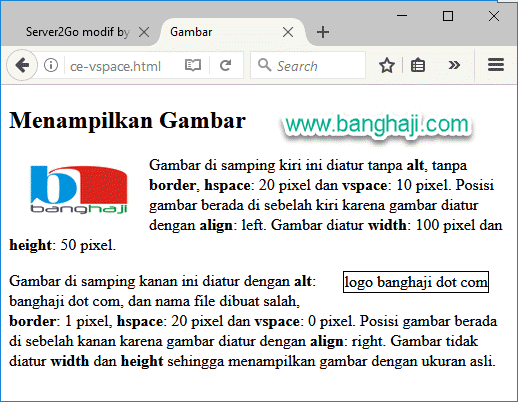 Server2Go modif by
Gambar
ce-vspace.html
Search
Menampilkan Gambar
www.banghaji.com
b
banghaji
Gambar di samping kiri ini diatur tanpa alt, tanpa
border, hspace: 20 pixel dan vspace: 10 pixel. Posisi
gambar berada di sebelah kiri karena gambar diatur
dengan align: left. Gambar diatur width: 100 pixel dan
height: 50 pixel.
Gambar di samping kanan ini diatur dengan alt:
logo banghaji dot com
banghaji dot com, dan nama file dibuat salah,
border: 1 pixel, hspace: 20 pixel dan vspace: 0 pixel. Posisi gambar berada
di sebelah kanan karena gambar diatur dengan align: right. Gambar tidak
diatur width dan height sehingga menampilkan gambar dengan ukuran asli.